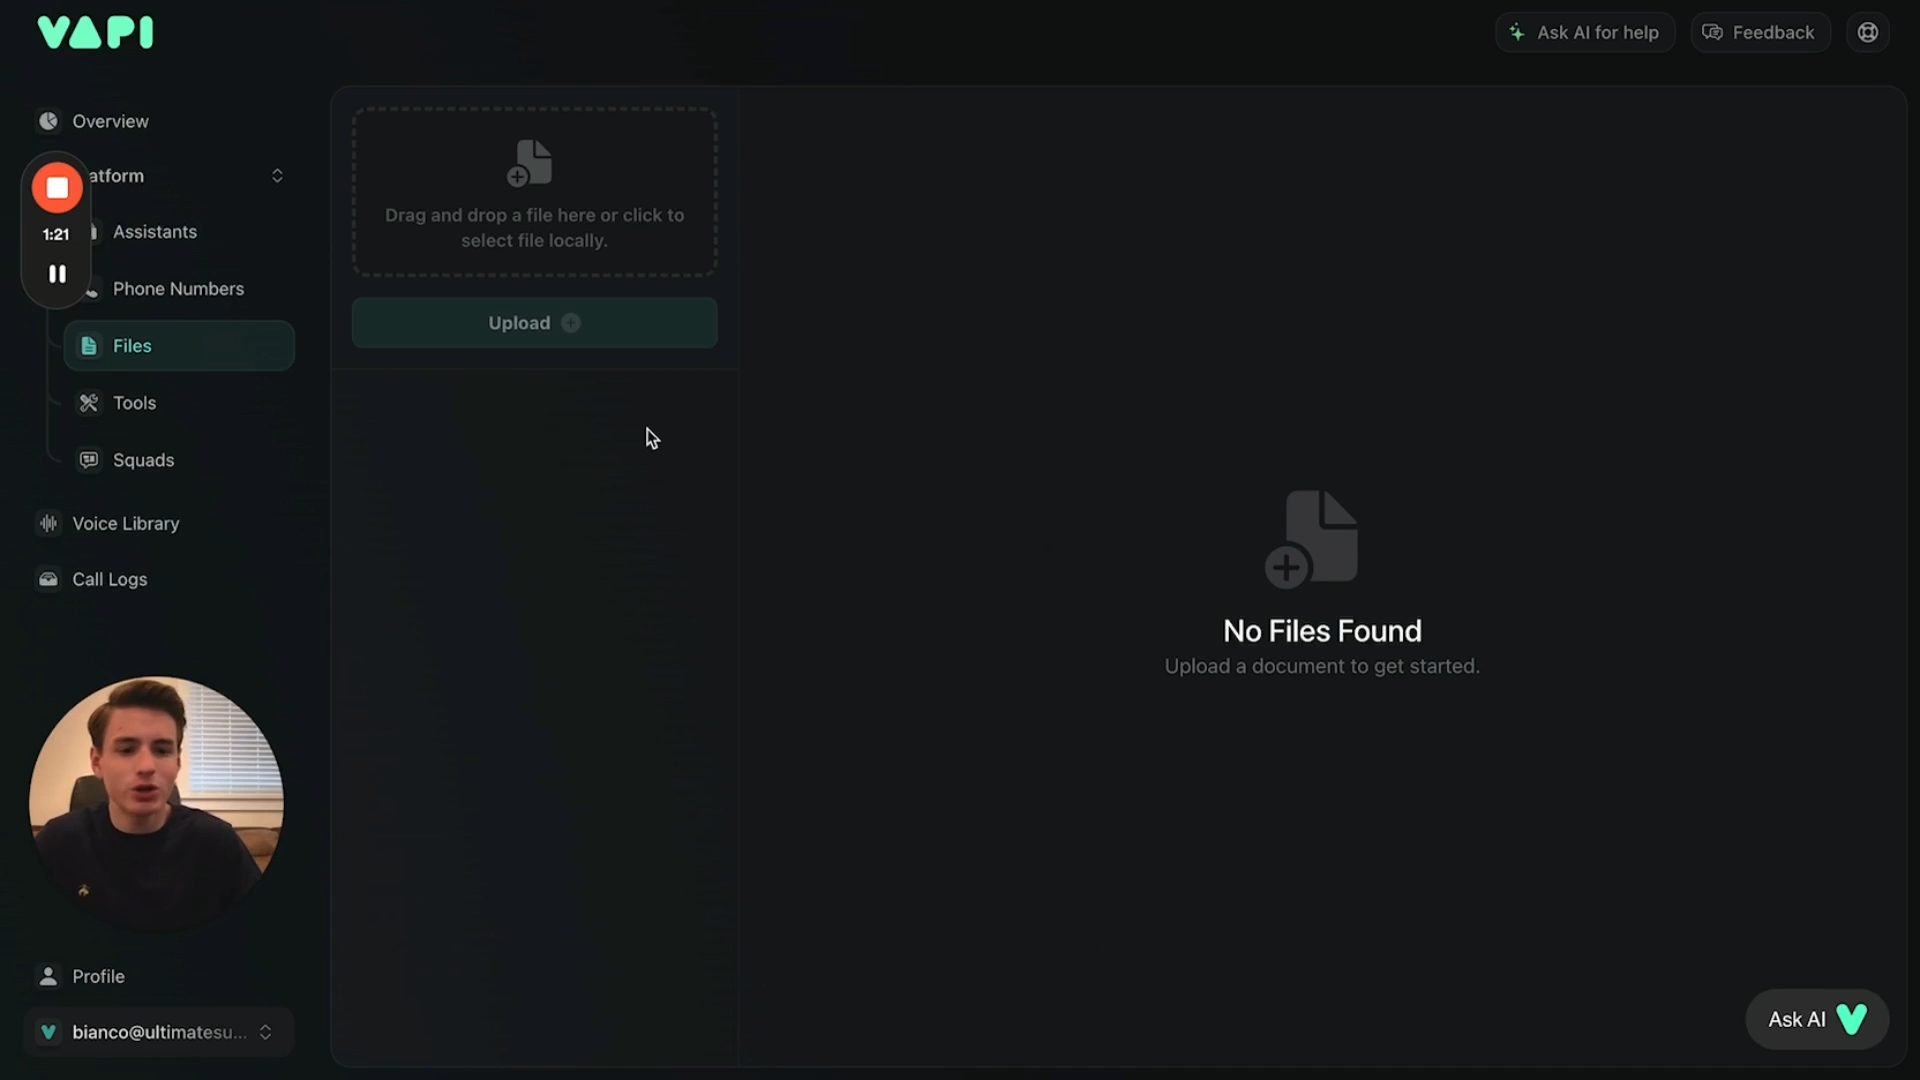 VAPI
Ask AI for help
Feedback
Overview
atform
1:21
Assistants
Phone Numbers
Files
Tools
Squads
Voice Library
Call Logs
Profile
bianco@ultimatesu...
Drag and drop a file here or click to
select file locally.
Upload
No Files Found
Upload a document to get started.
Ask AI